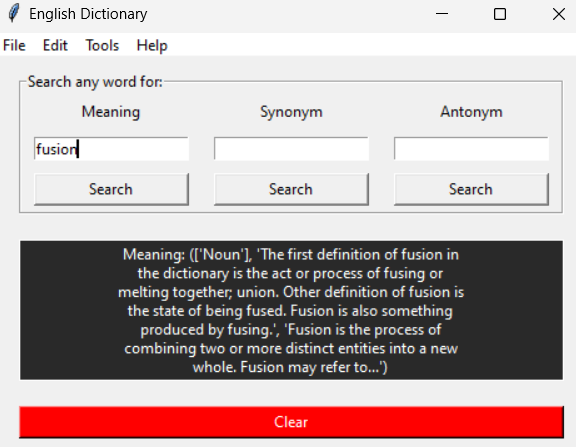 English Dictionary
File Edit Tools Help
Search any word for:
Meaning Synonym Antonym
fusion
Search Search Search
Meaning: (['Noun'], 'The first definition of fusion in
the dictionary is the act or process of fusing or
melting together; union. Other definition of fusion is
the state of being fused. Fusion is also something
produced by fusing.', 'Fusion is the process of
combining two or more distinct entities into a new
whole. Fusion may refer to...')
Clear